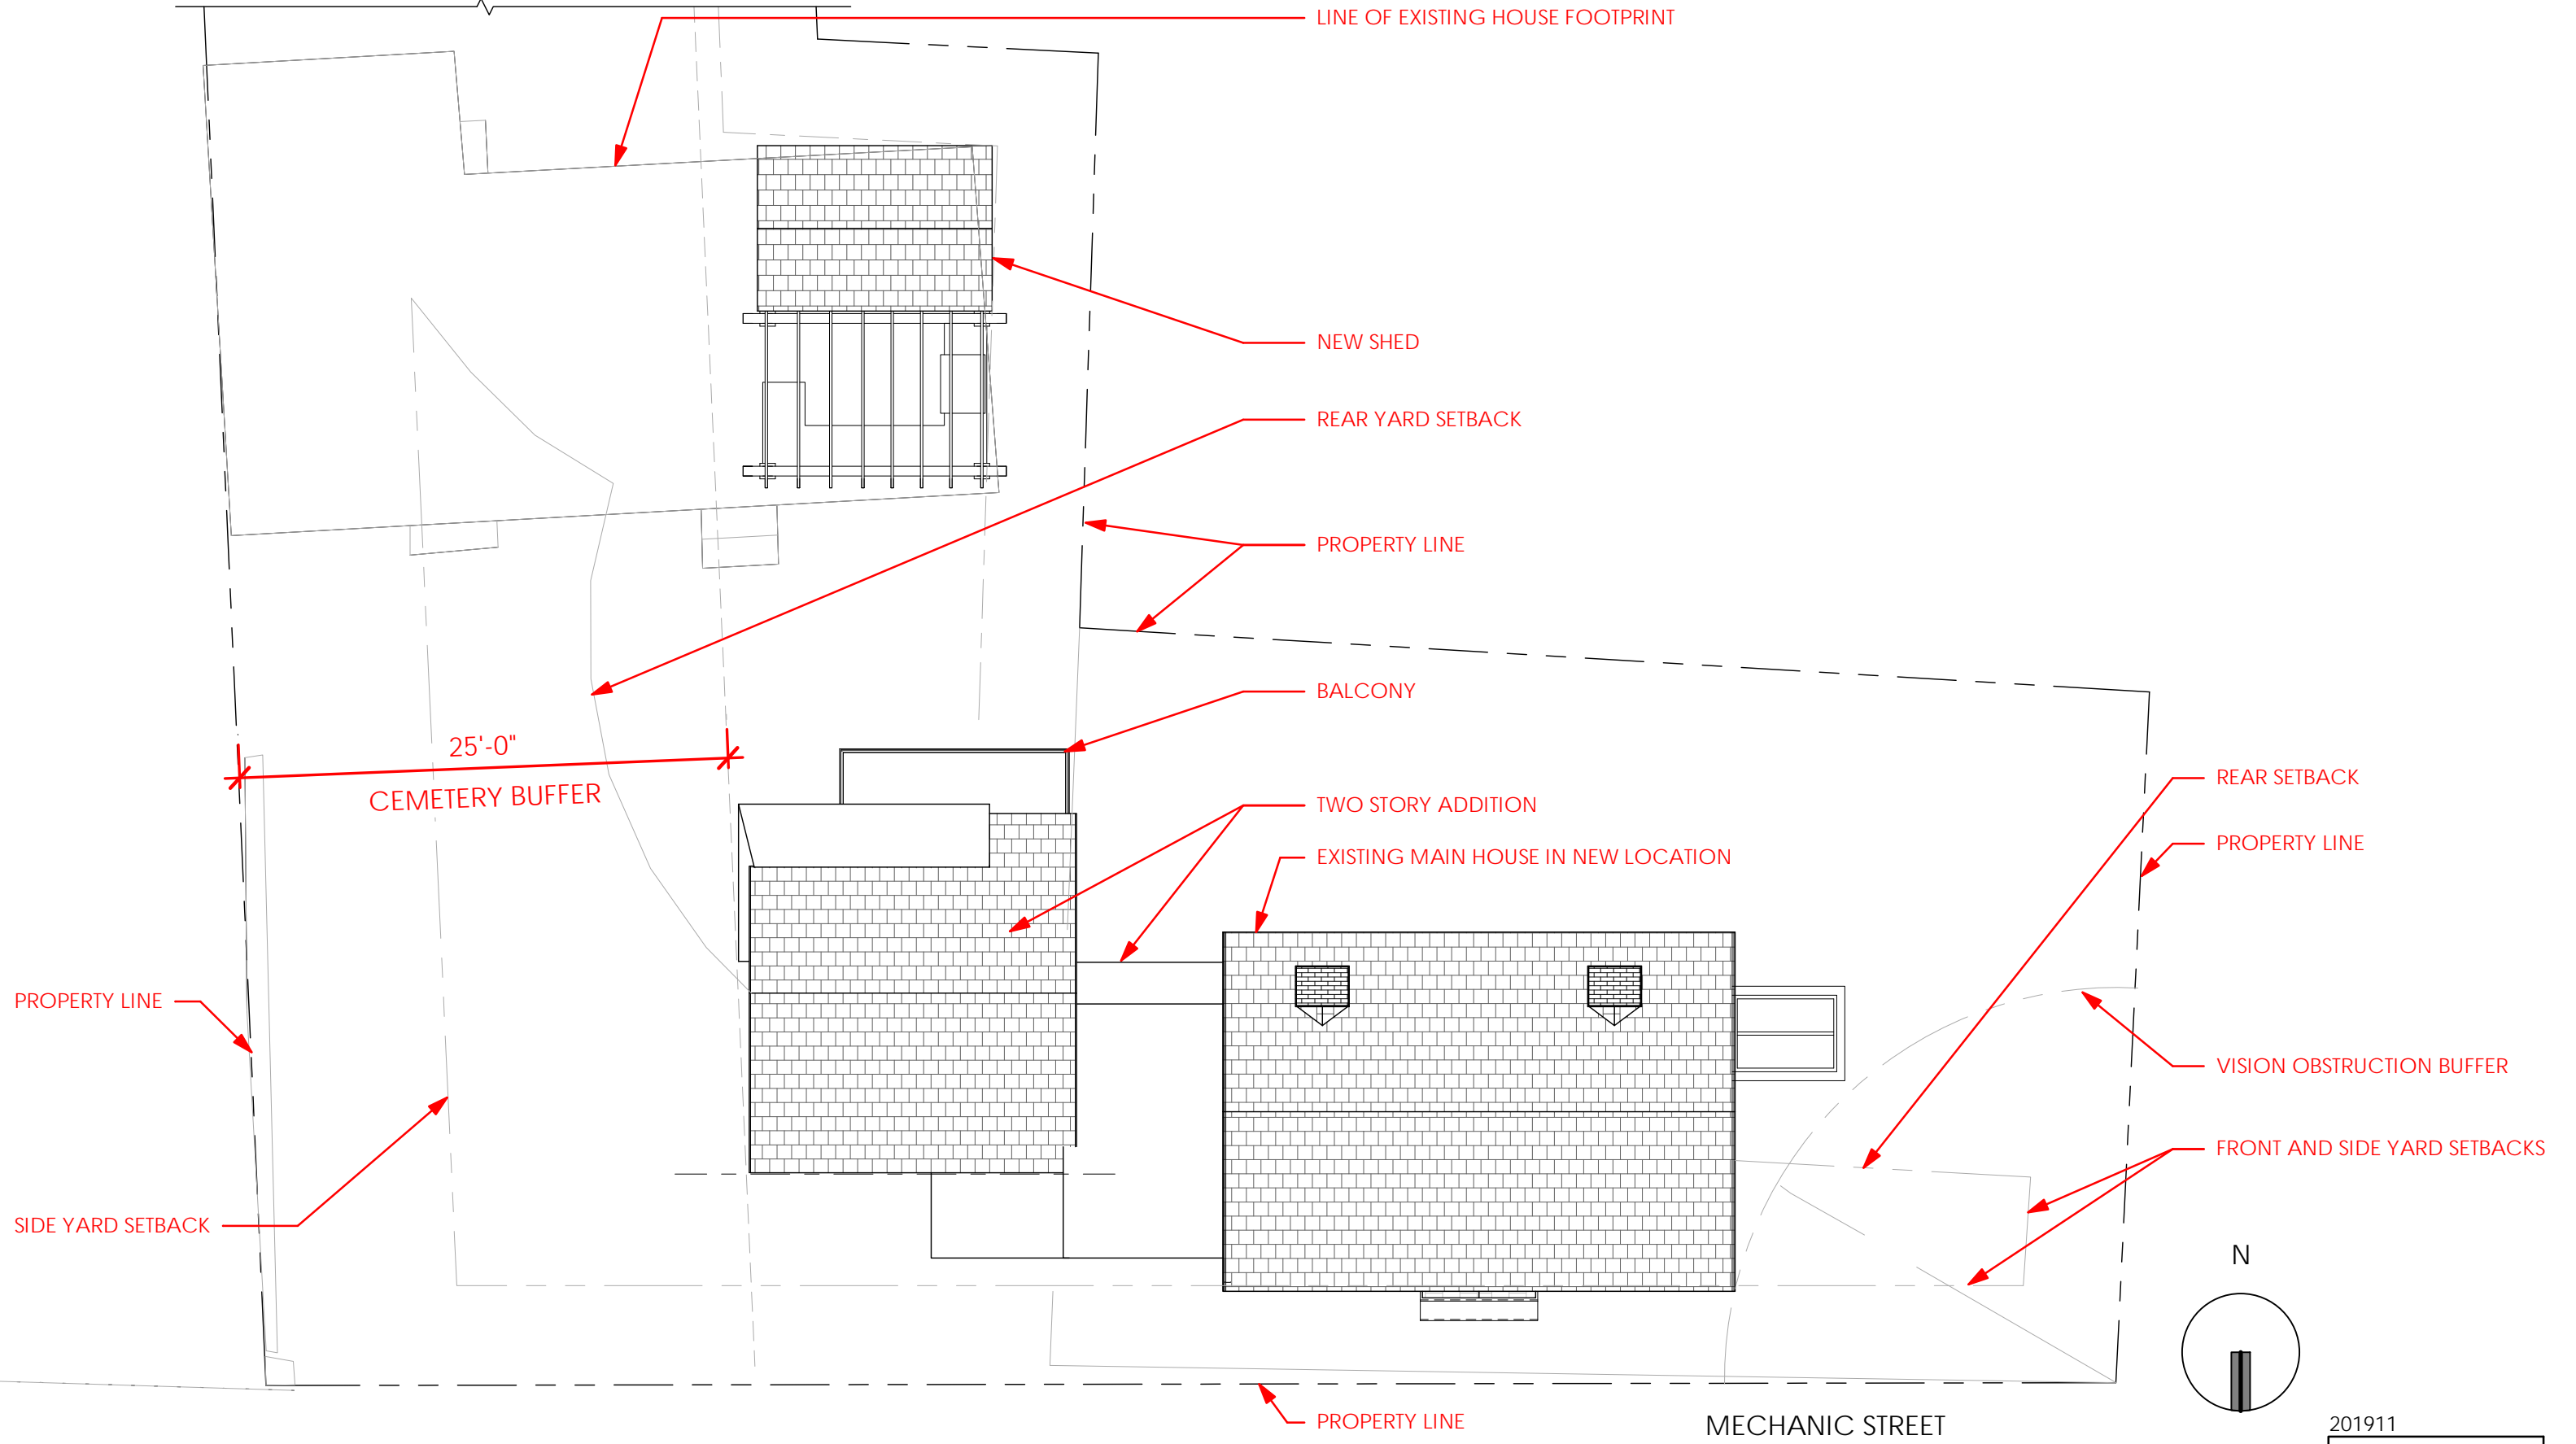 LINE OF EXISTING HOUSE FOOTPRINT
NEW SHED
REAR YARD SETBACK
PROPERTY LINE
BALCONY
25'-0"
CEMETERY BUFFER
TWO STORY ADDITION
EXISTING MAIN HOUSE IN NEW LOCATION
REAR SETBACK
PROPERTY LINE
PROPERTY LINE
VISION OBSTRUCTION BUFFER
FRONT AND SIDE YARD SETBACKS
SIDE YARD SETBACK
N
PROPERTY LINE
MECHANIC STREET
201911